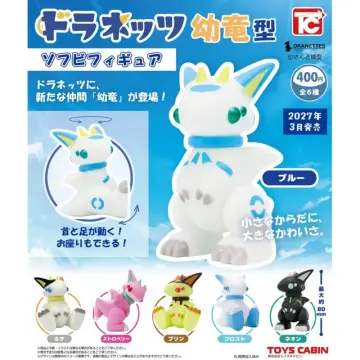 ドラネッツ 幼竜型
ソフビフィギュア
TC
DRANETTES
400円
全6種
ドラネッツに、
新たな仲間「幼竜」が登場!
2027年
3月発売
ブルー
首と足が動く!
お座りもできる!
小さなからだに、
大きなかわいさ。
最大約
80mm
ミケ
ストロベリー
プリン
フロスト
ネオン
TOYS CABIN